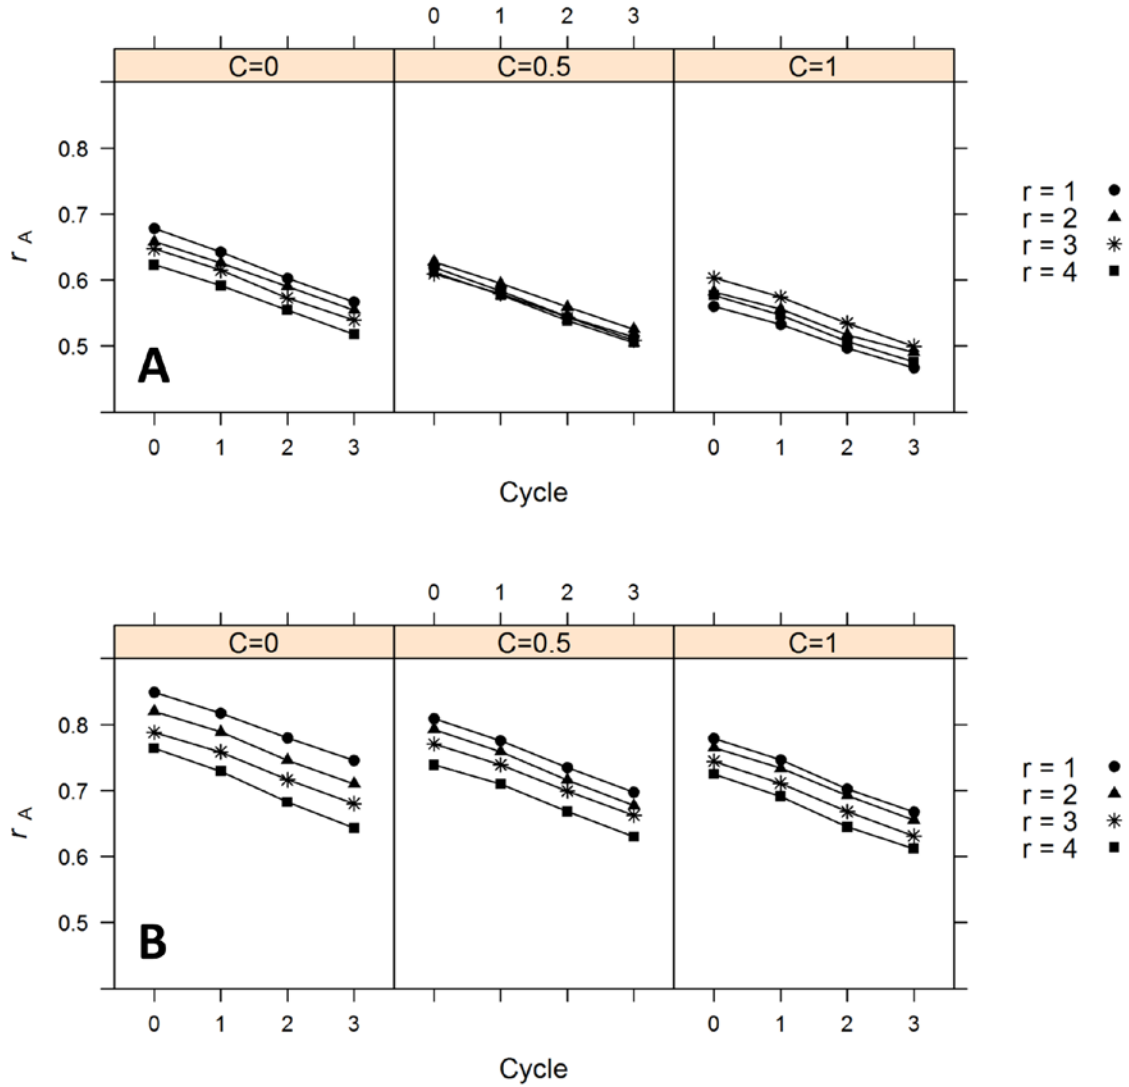 0 1 2 3
C=0 C=0.5 C=1
0.8
0.7
0.6
0.5
r A
A
r = 1
r = 2
r = 3
r = 4
0 1 2 3 0 1 2 3
Cycle
0 1 2 3
C=0 C=0.5 C=1
0.8
0.7
0.6
0.5
r A
B
r = 1
r = 2
r = 3
r = 4
0 1 2 3 0 1 2 3
Cycle